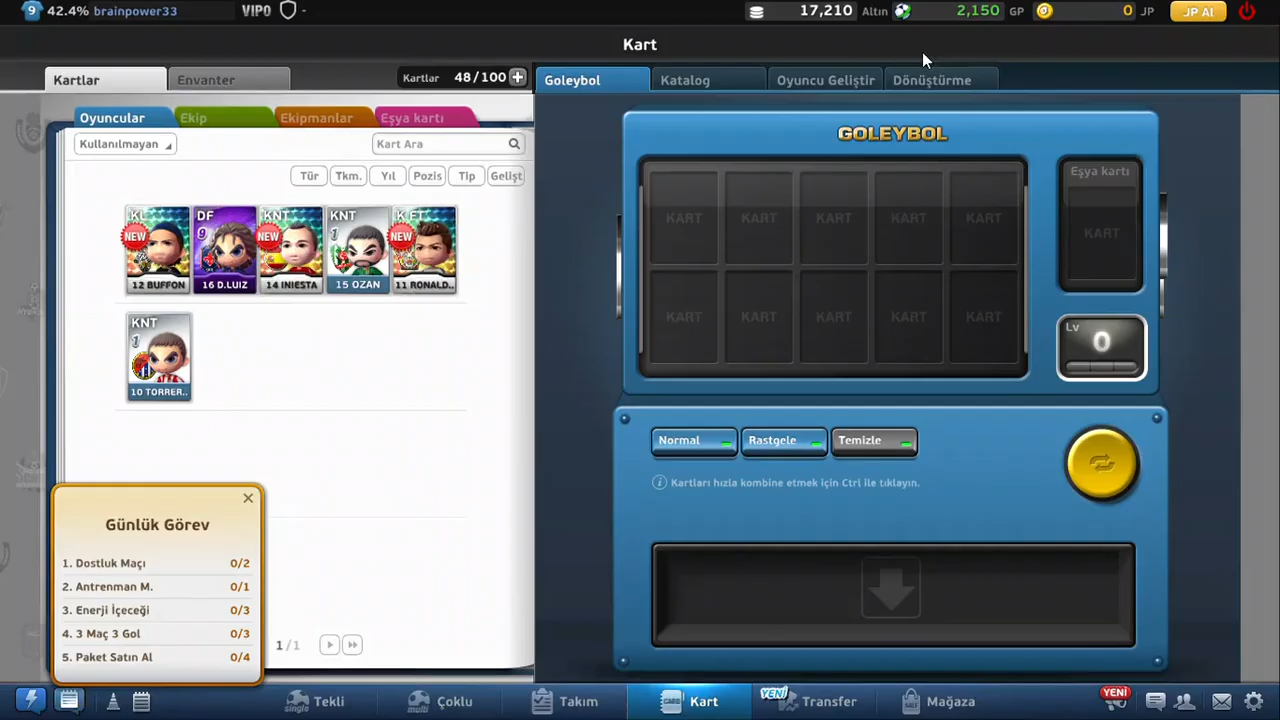 9 42.4% brainpower33 VIP0 - 17,210 Altın 2,150 GP 0 JP JP Al
Kart
Kartlar Envanter Kartlar 48/100 +
Goleybol Katalog Oyuncu Geliştir Dönüştürme
Oyuncular Ekip Ekipmanlar Eşya kartı
Kullanılmayan Kart Ara
Tür Tkm. Yıl Pozis Tip Gelişt
KL NEW 12 BUFFON
DF 9 16 D.LUIZ
KNT NEW 14 INIESTA
KNT 1 15 OZAN
NEW 11 RONALD..
KNT 1 10 TORRER..
GOLEYBOL
KART KART KART KART KART
KART KART KART KART KART
Eşya kartı
KART
Lv 0
Normal Rastgele Temizle
Kartları hızla kombine etmek için Ctrl ile tıklayın.
Günlük Görev
1. Dostluk Maçı 0/2
2. Antrenman M. 0/1
3. Enerji İçeceği 0/3
4. 3 Maç 3 Gol 0/3
5. Paket Satın Al 0/4
1/1
single Tekli multi Çoklu Takım Kart YENİ Transfer Mağaza YENİ